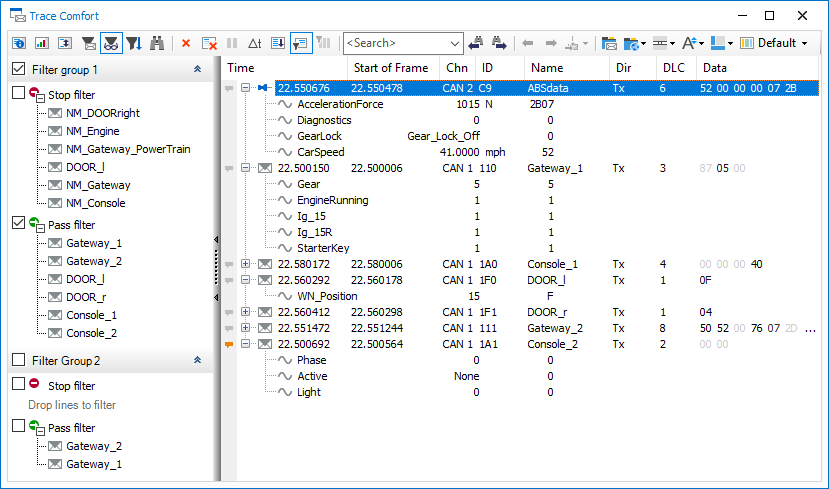 Trace Comfort
Δt <Search> Default
Filter group 1
Stop filter
NM_DOORright
NM_Engine
NM_Gateway_PowerTrain
DOOR_l
NM_Gateway
NM_Console
Pass filter
Gateway_1
Gateway_2
DOOR_l
DOOR_r
Console_1
Console_2
Filter Group2
Stop filter
Drop lines to filter
Pass filter
Gateway_2
Gateway_1
Time Start of Frame Chn ID Name Dir DLC Data
22.550676 22.550478 CAN 2 C9 ABSdata Tx 6 52 00 00 00 07 2B
AccelerationForce 1015 N 2B07
Diagnostics 0 0
GearLock Gear_Lock_Off 0
CarSpeed 41.0000 mph 52
22.500150 22.500006 CAN 1 110 Gateway_1 Tx 3 87 05 00
Gear 5 5
EngineRunning 1 1
Ig_15 1 1
Ig_15R 1 1
StarterKey 1 1
22.580172 22.580006 CAN 1 1A0 Console_1 Tx 4 00 00 00 40
22.560292 22.560178 CAN 1 1F0 DOOR_l Tx 1 0F
WN_Position 15 F
22.560412 22.560298 CAN 1 1F1 DOOR_r Tx 1 04
22.551472 22.551244 CAN 1 111 Gateway_2 Tx 8 50 52 00 76 07 2D ...
22.500692 22.500564 CAN 1 1A1 Console_2 Tx 2 00 00
Phase 0 0
Active None 0
Light 0 0